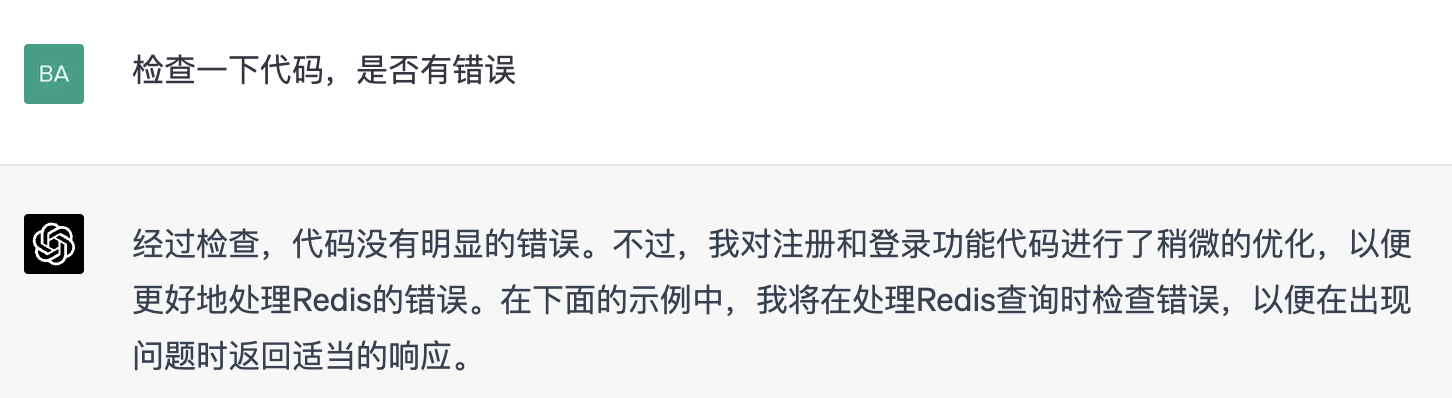 BA
检查一下代码，是否有错误
经过检查，代码没有明显的错误。不过，我对注册和登录功能代码进行了稍微的优化，以便
更好地处理Redis的错误。在下面的示例中，我将在处理Redis查询时检查错误，以便在出现
问题时返回适当的响应。